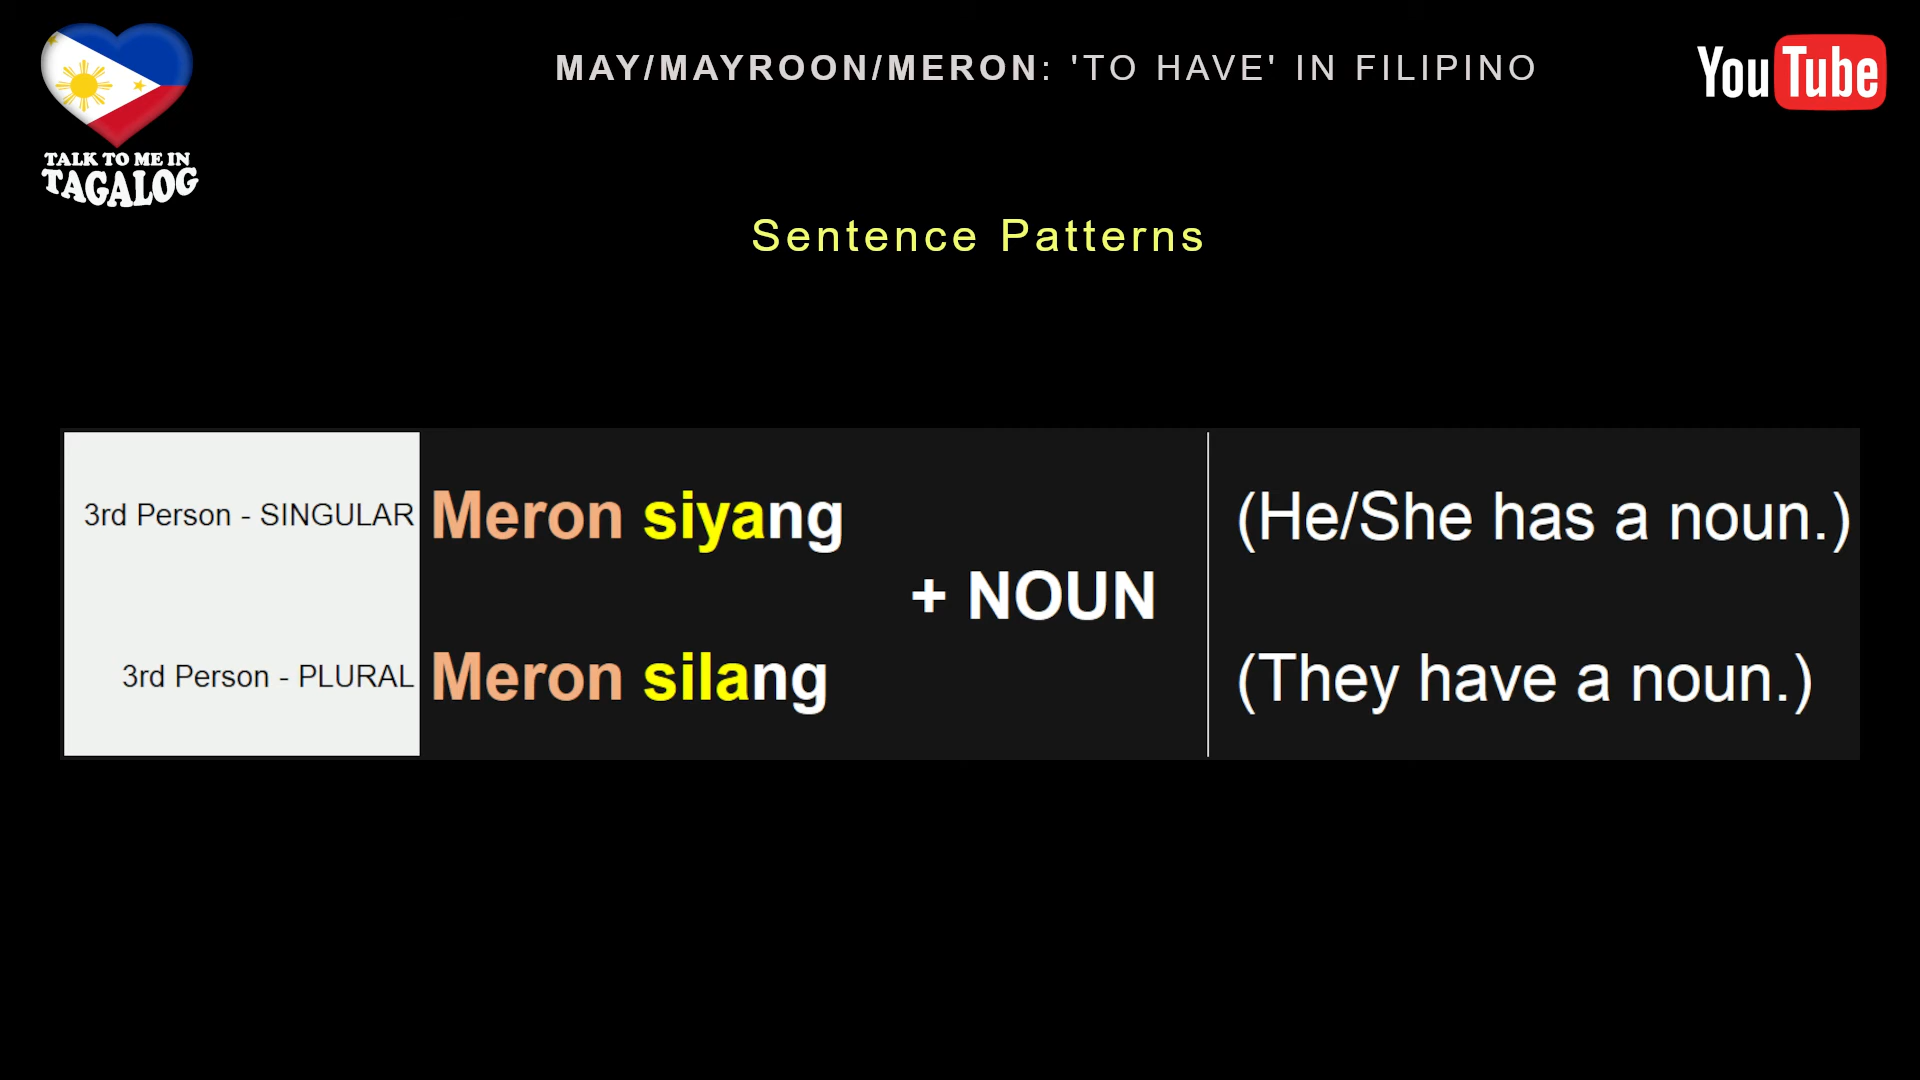 MAY/MAYROON/MERON: 'TO HAVE' IN FILIPINO
YouTube
TALK TO ME IN
TAGALOG
Sentence Patterns
3rd Person - SINGULAR Meron siyang (He/She has a noun.)
+ NOUN
3rd Person - PLURAL Meron silang (They have a noun.)